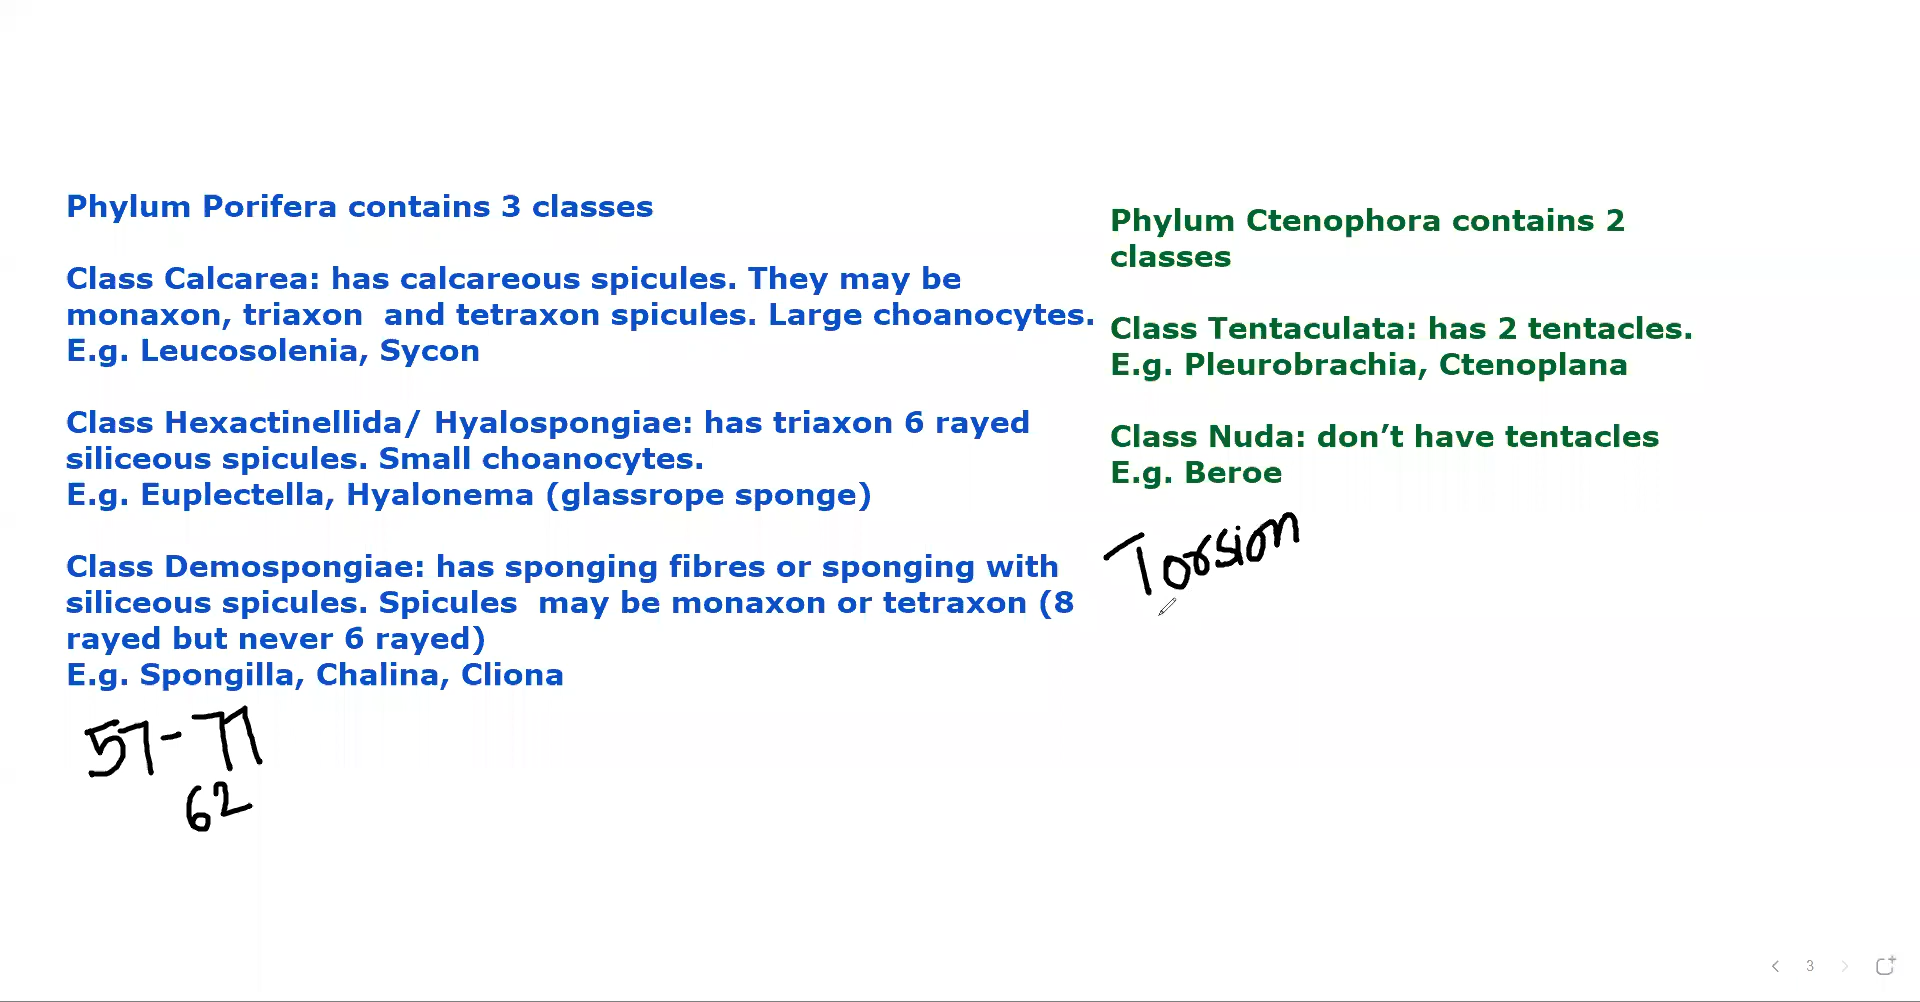 Phylum Porifera contains 3 classes
Class Calcarea: has calcareous spicules. They may be
monaxon, triaxon  and tetraxon spicules. Large choanocytes.
E.g. Leucosolenia, Sycon
Class Hexactinellida/ Hyalospongiae: has triaxon 6 rayed
siliceous spicules. Small choanocytes.
E.g. Euplectella, Hyalonema (glassrope sponge)
Class Demospongiae: has sponging fibres or sponging with
siliceous spicules. Spicules  may be monaxon or tetraxon (8
rayed but never 6 rayed)
E.g. Spongilla, Chalina, Cliona
57-77
62
Phylum Ctenophora contains 2
classes
Class Tentaculata: has 2 tentacles.
E.g. Pleurobrachia, Ctenoplana
Class Nuda: don’t have tentacles
E.g. Beroe
Torsion
3